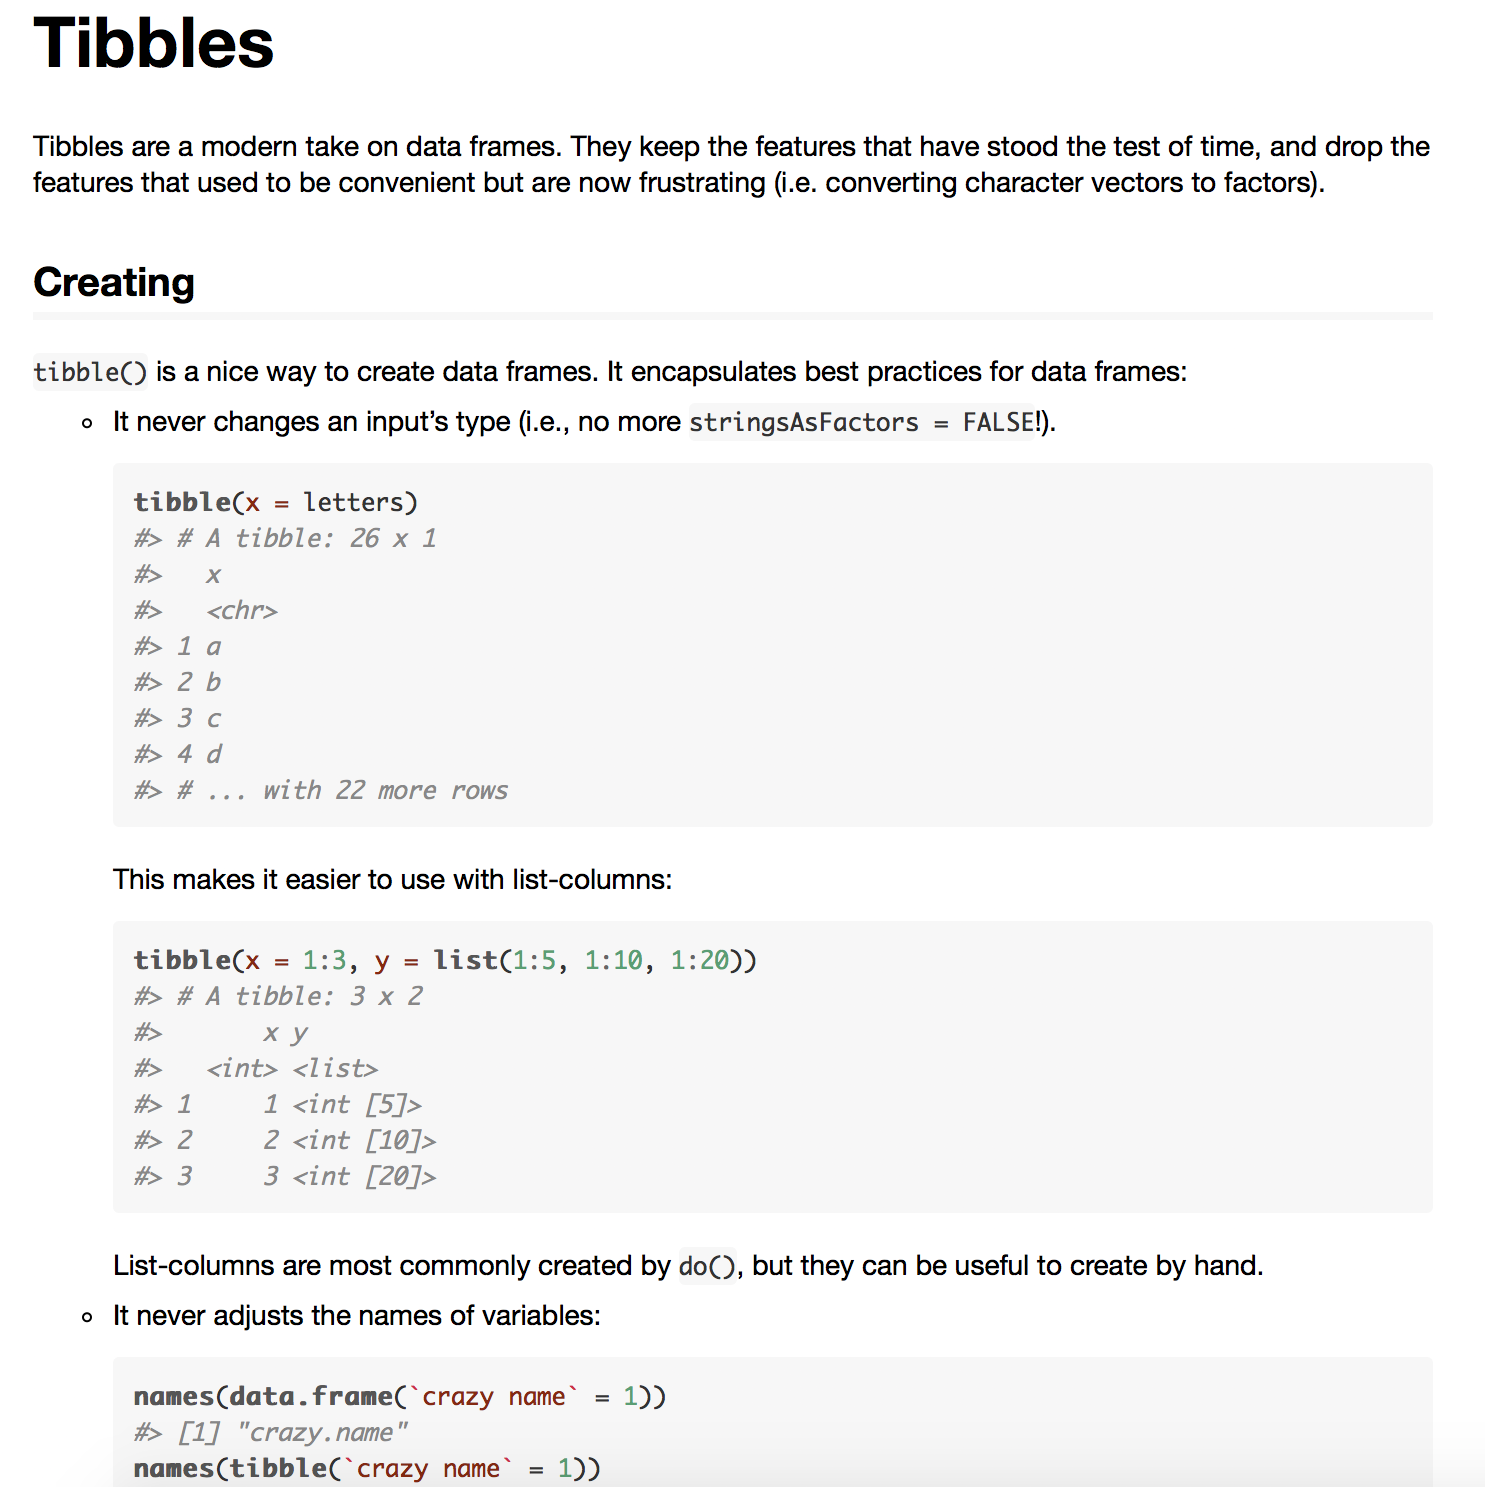 Tibbles
Tibbles are a modern take on data frames. They keep the features that have stood the test of time, and drop the
features that used to be convenient but are now frustrating (i.e. converting character vectors to factors).
Creating
tibble() is a nice way to create data frames. It encapsulates best practices for data frames:
It never changes an input’s type (i.e., no more stringsAsFactors = FALSE!).
tibble(x = letters)
#> # A tibble: 26 x 1
#>   x
#>   <chr>
#> 1 a
#> 2 b
#> 3 c
#> 4 d
#> # ... with 22 more rows
This makes it easier to use with list-columns:
tibble(x = 1:3, y = list(1:5, 1:10, 1:20))
#> # A tibble: 3 x 2
#>       x y
#>   <int> <list>
#> 1     1 <int [5]>
#> 2     2 <int [10]>
#> 3     3 <int [20]>
List-columns are most commonly created by do(), but they can be useful to create by hand.
It never adjusts the names of variables:
names(data.frame(`crazy name` = 1))
#> [1] "crazy.name"
names(tibble(`crazy name` = 1))